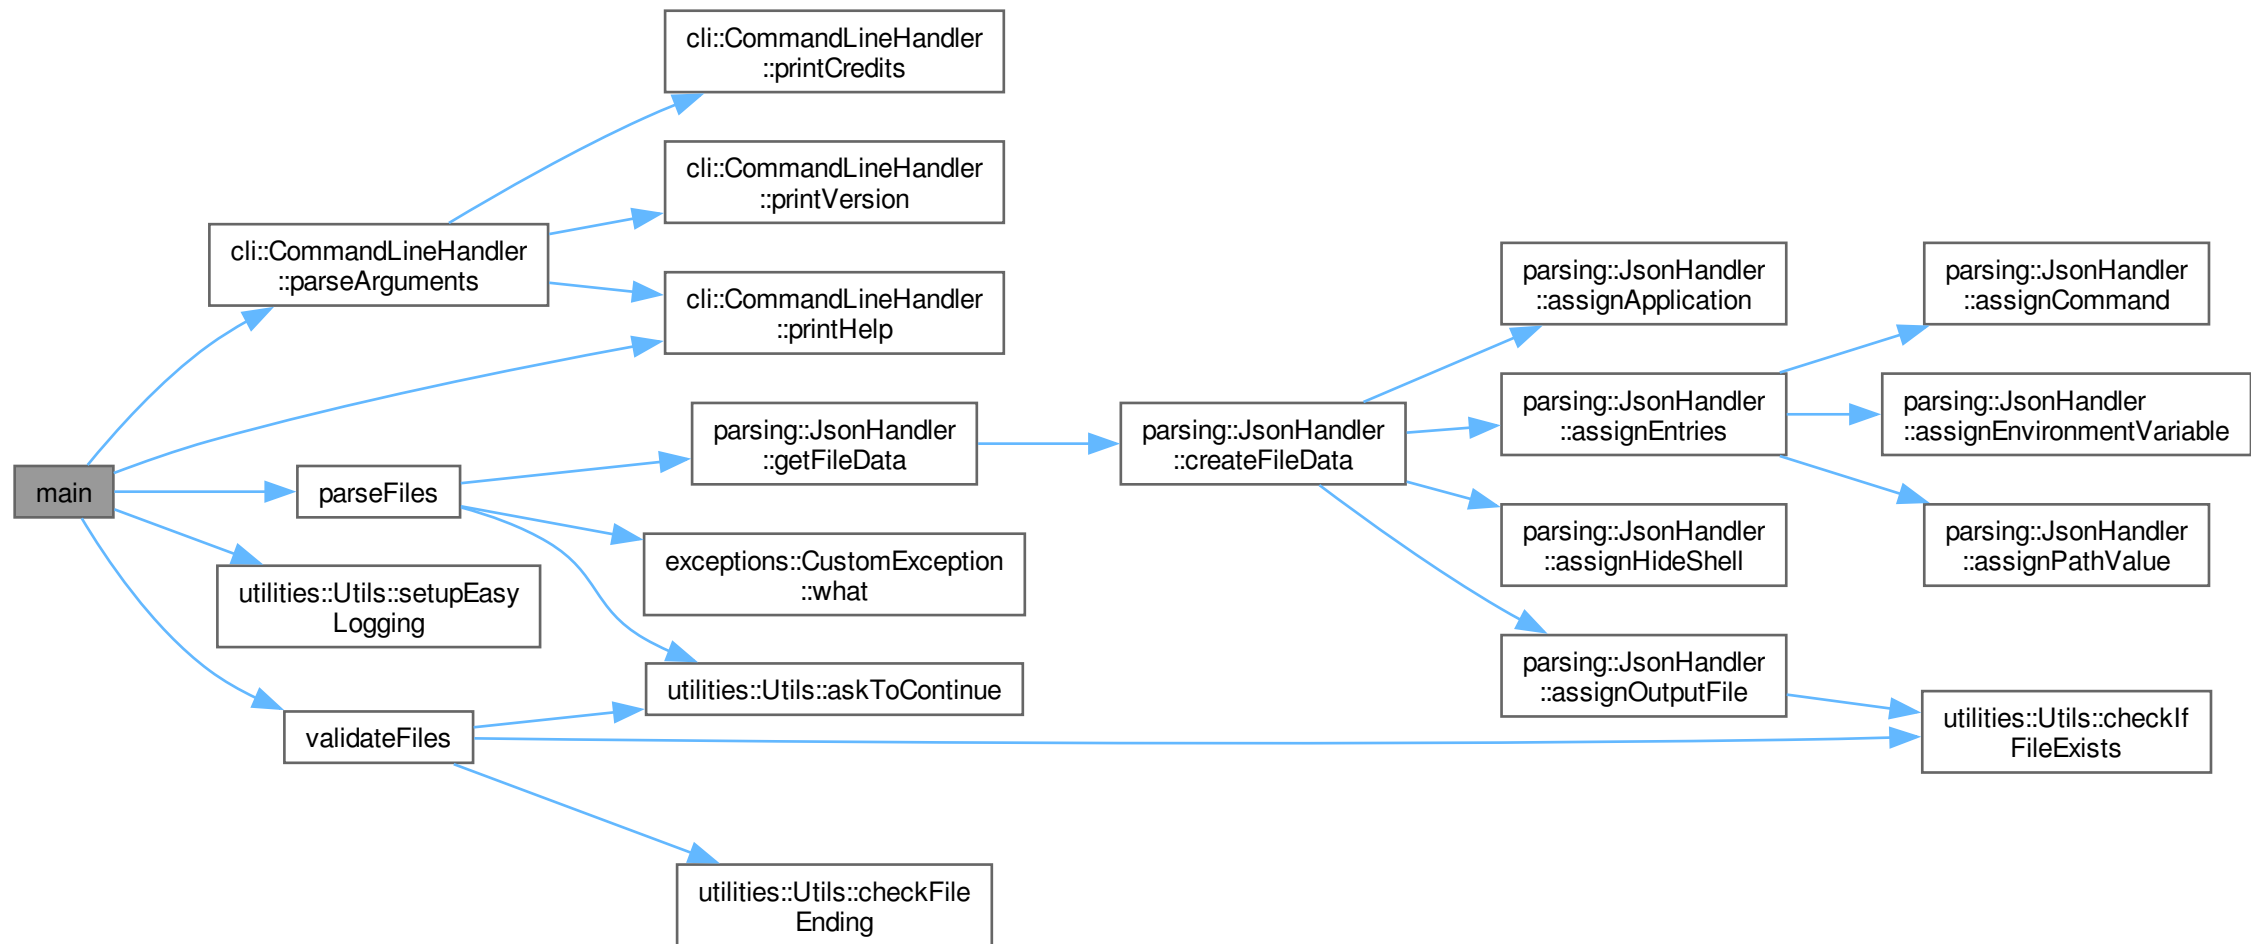 main
cli::CommandLineHandler
::parseArguments
parseFiles
utilities::Utils::setupEasy
Logging
validateFiles
cli::CommandLineHandler
::printCredits
cli::CommandLineHandler
::printVersion
cli::CommandLineHandler
::printHelp
parsing::JsonHandler
::getFileData
exceptions::CustomException
::what
utilities::Utils::askToContinue
utilities::Utils::checkFile
Ending
parsing::JsonHandler
::createFileData
parsing::JsonHandler
::assignApplication
parsing::JsonHandler
::assignEntries
parsing::JsonHandler
::assignHideShell
parsing::JsonHandler
::assignOutputFile
parsing::JsonHandler
::assignCommand
parsing::JsonHandler
::assignEnvironmentVariable
parsing::JsonHandler
::assignPathValue
utilities::Utils::checkIf
FileExists